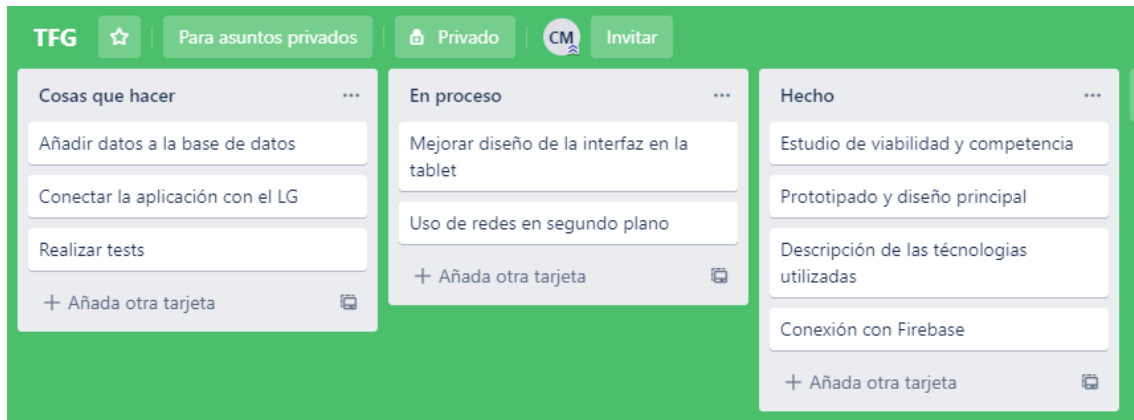 TFG
Para asuntos privados
Privado
CM
Invitar
Cosas que hacer
Añadir datos a la base de datos
Conectar la aplicación con el LG
Realizar tests
Añada otra tarjeta
En proceso
Mejorar diseño de la interfaz en la
tablet
Uso de redes en segundo plano
Añada otra tarjeta
Hecho
Estudio de viabilidad y competencia
Prototipado y diseño principal
Descripción de las técnologias
utilizadas
Conexión con Firebase
Añada otra tarjeta